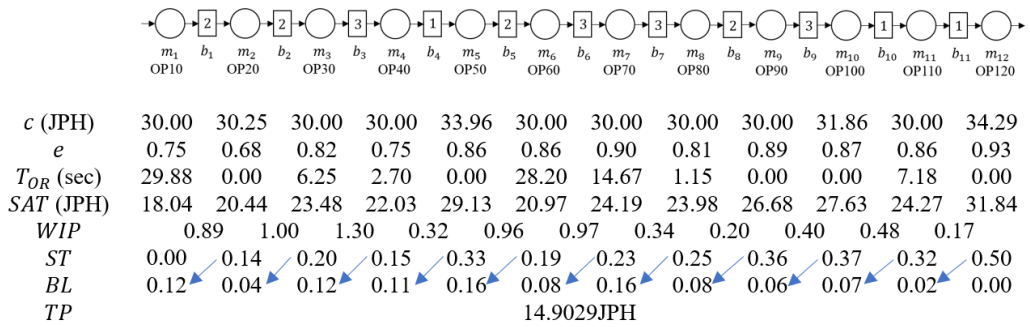 2 2 3 1 2 3 3 2 3 1 1
m₁ b₁ m₂ b₂ m₃ b₃ m₄ b₄ m₅ b₅ m₆ b₆ m₇ b₇ m₈ b₈ m₉ b₉ m₁₀ b₁₀ m₁₁ b₁₁ m₁₂
OP10 OP20 OP30 OP40 OP50 OP60 OP70 OP80 OP90 OP100 OP110 OP120
c (JPH) 30.00 30.25 30.00 30.00 33.96 30.00 30.00 30.00 30.00 31.86 30.00 34.29
e 0.75 0.68 0.82 0.75 0.86 0.86 0.90 0.81 0.89 0.87 0.86 0.93
T_OR (sec) 29.88 0.00 6.25 2.70 0.00 28.20 14.67 1.15 0.00 0.00 7.18 0.00
SAT (JPH) 18.04 20.44 23.48 22.03 29.13 20.97 24.19 23.98 26.68 27.63 24.27 31.84
WIP 0.89 1.00 1.30 0.32 0.96 0.97 0.34 0.20 0.40 0.48 0.17
ST 0.00 0.14 0.20 0.15 0.33 0.19 0.23 0.25 0.36 0.37 0.32 0.50
BL 0.12 0.04 0.12 0.11 0.16 0.08 0.16 0.08 0.06 0.07 0.02 0.00
TP 14.9029JPH